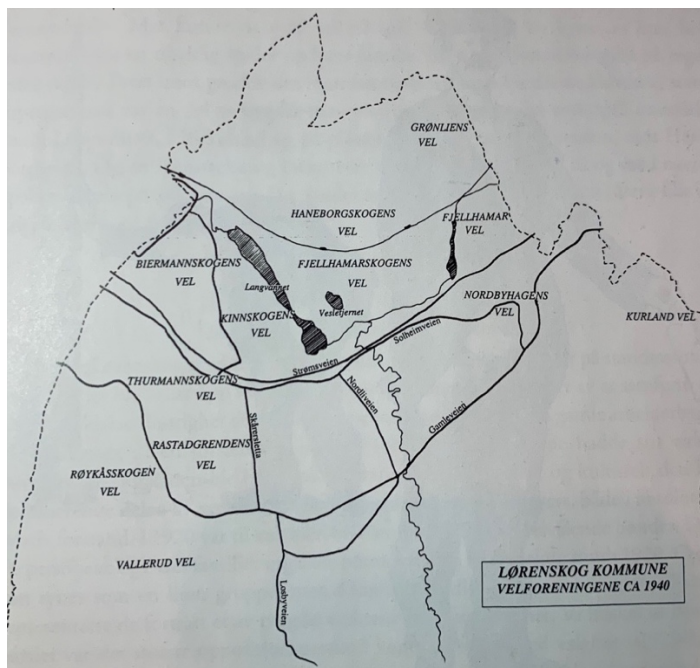 GRØNLIENS
VEL
HANEBORGSKOGENS
VEL
FJELLHAMAR
VEL
BIERMANNSKOGENS
VEL
FJELLHAMARSKOGENS
VEL
Langvannet
Vesletjernet
NORDBYHAGENS
VEL
KURLAND VEL
KINNSKOGENS
VEL
Solheimveien
Strømsveien
THURMANNSKOGENS
VEL
Nordliveien
Skårersletta
Gamleveien
RASTADGRENDENS
VEL
RØYKÅSSKOGEN
VEL
VALLERUD VEL
Losbyveien
LØRENSKOG KOMMUNE
VELFORENINGENE CA 1940